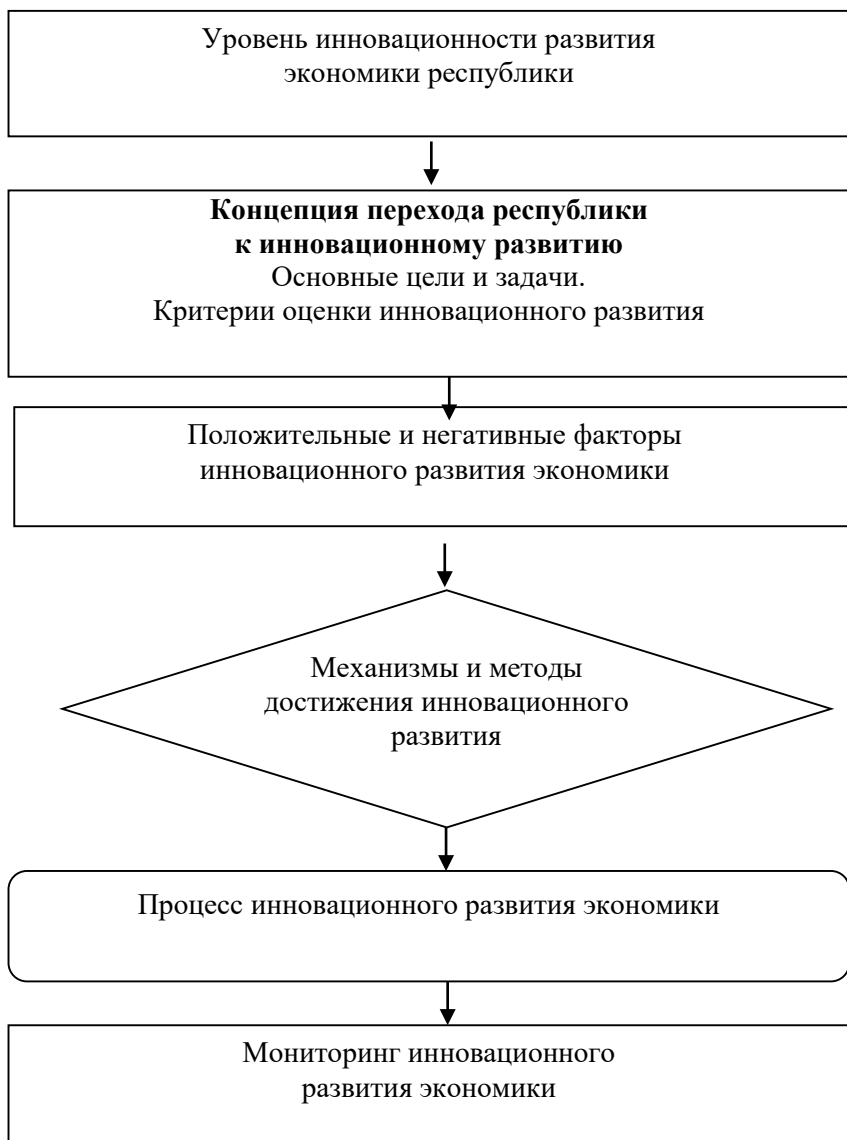 Уровень инновационности развития
экономики республики
Концепция перехода республики
к инновационному развитию
Основные цели и задачи.
Критерии оценки инновационного развития
Положительные и негативные факторы
инновационного развития экономики
Механизмы и методы
достижения инновационного
развития
Процесс инновационного развития экономики
Мониторинг инновационного
развития экономики